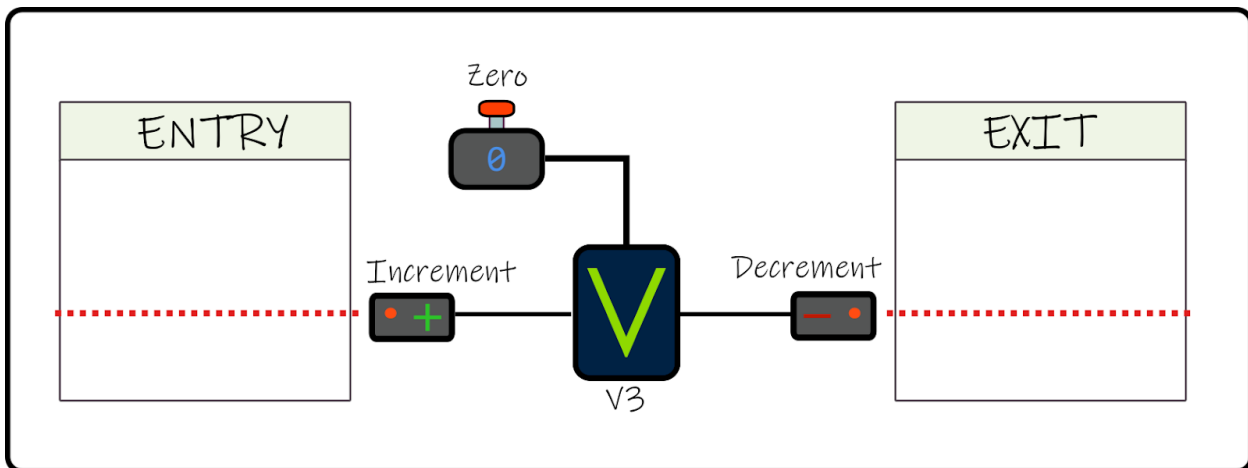 Zero
ENTRY
EXIT
0
Increment
Decrement
+
V
−
V3